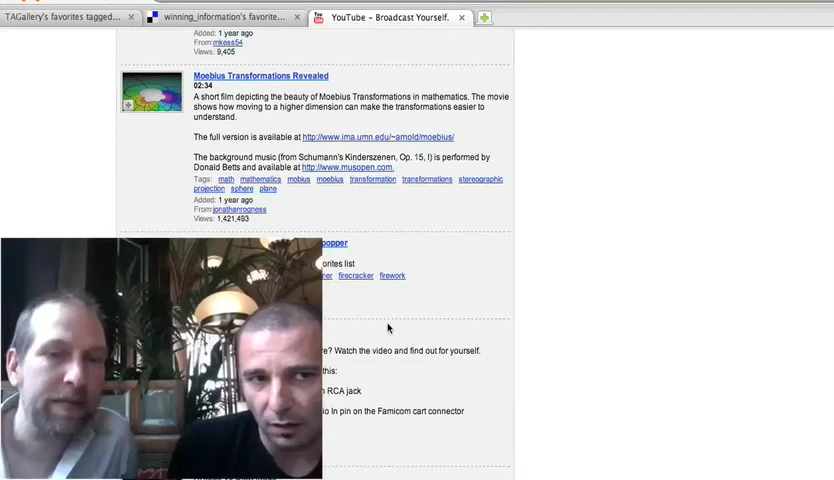 TAGallery's favorites tagged...
winning_information's favorite...
YouTube – Broadcast Yourself.
Added: 1 year ago
From: mkess54
Views: 9,405
Moebius Transformations Revealed
02:34
A short film depicting the beauty of Moebius Transformations in mathematics. The movie
shows how moving to a higher dimension can make the transformations easier to
understand.
The full version is available at http://www.ima.umn.edu/~arnold/moebius/
The background music (from Schumann's Kinderszenen, Op. 15, I) is performed by
Donald Betts and available at http://www.musopen.com.
Tags: math mathematics mobius moebius transformation transformations stereographic
projection sphere plane
Added: 1 year ago
From: jonathanrogness
Views: 1,421,493
popper
orites list
ner firecracker firework
re? Watch the video and find out for yourself.
this:
n RCA jack
io In pin on the Famicom cart connector